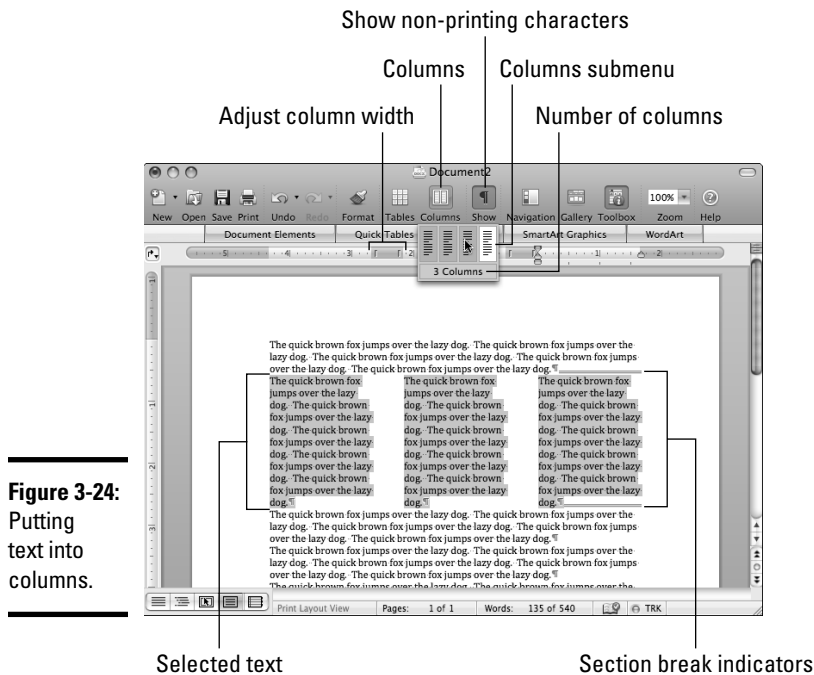 Show non-printing characters
Columns Columns submenu
Adjust column width Number of columns
Document2
100%
New Open Save Print Undo Redo Format Tables Columns Show Navigation Gallery Toolbox Zoom Help
Document Elements Quick Tables SmartArt Graphics WordArt
3 Columns
The quick brown fox jumps over the lazy dog. The quick brown fox jumps over the
lazy dog. The quick brown fox jumps over the lazy dog. The quick brown fox jumps
over the lazy dog. The quick brown fox jumps over the lazy dog.¶
The quick brown fox
jumps over the lazy
dog. The quick brown
fox jumps over the lazy
dog. The quick brown
fox jumps over the lazy
dog. The quick brown
fox jumps over the lazy
dog. The quick brown
fox jumps over the lazy
dog.¶
The quick brown fox
jumps over the lazy
dog. The quick brown
fox jumps over the lazy
dog. The quick brown
fox jumps over the lazy
dog. The quick brown
fox jumps over the lazy
dog. The quick brown
fox jumps over the lazy
dog.¶
The quick brown fox
jumps over the lazy
dog. The quick brown
fox jumps over the lazy
dog. The quick brown
fox jumps over the lazy
dog. The quick brown
fox jumps over the lazy
dog. The quick brown
fox jumps over the lazy
dog.¶
The quick brown fox jumps over the lazy dog. The quick brown fox jumps over the
lazy dog. The quick brown fox jumps over the lazy dog. The quick brown fox jumps
over the lazy dog. The quick brown fox jumps over the lazy dog.¶
The quick brown fox jumps over the lazy dog. The quick brown fox jumps over the
lazy dog. The quick brown fox jumps over the lazy dog. The quick brown fox jumps
over the lazy dog. The quick brown fox jumps over the lazy dog.¶
The quick brown fox jumps over the lazy dog. The quick brown fox jumps over the
Print Layout View Pages: 1 of 1 Words: 135 of 540 TRK
Figure 3-24:
Putting
text into
columns.
Selected text Section break indicators